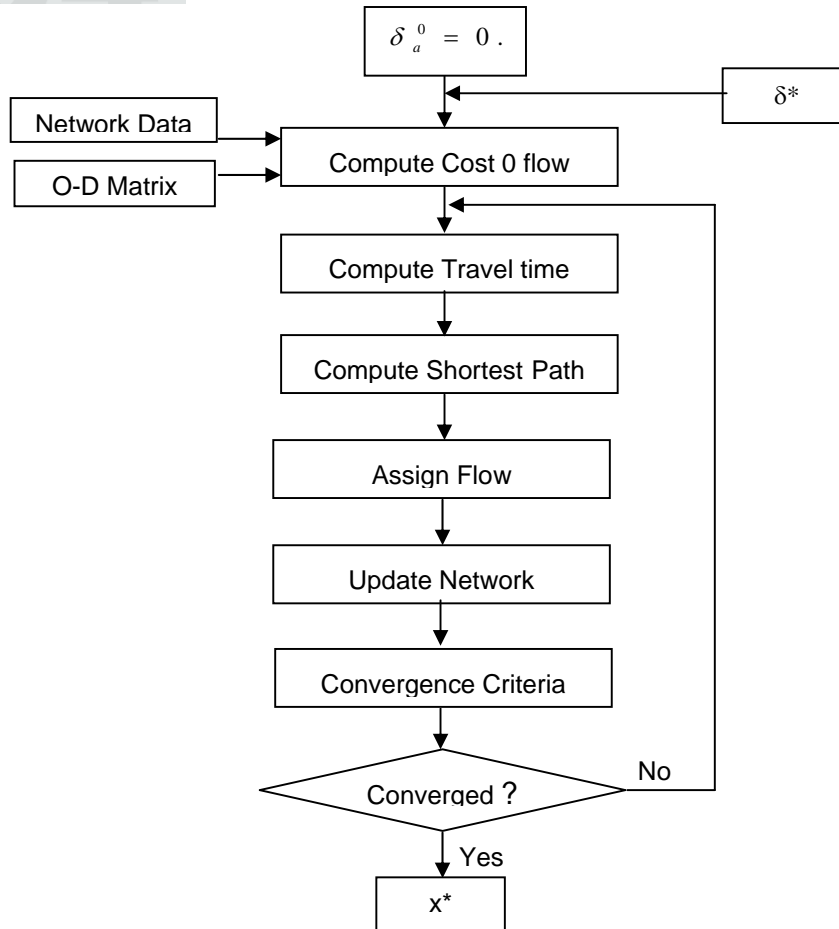 δ a 0 = 0 .
δ*
Network Data
Compute Cost 0 flow
O-D Matrix
Compute Travel time
Compute Shortest Path
Assign Flow
Update Network
Convergence Criteria
Converged ?
No
Yes
x*